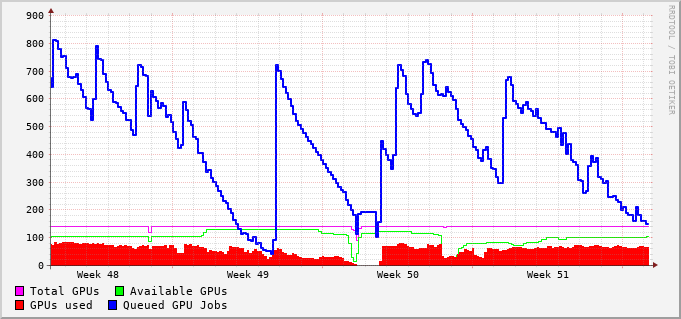 900
800
700
600
500
400
300
200
100
0
Week 48 Week 49 Week 50 Week 51
Total GPUs Available GPUs
GPUs used Queued GPU Jobs
RRDTOOL / TOBI OETIKER